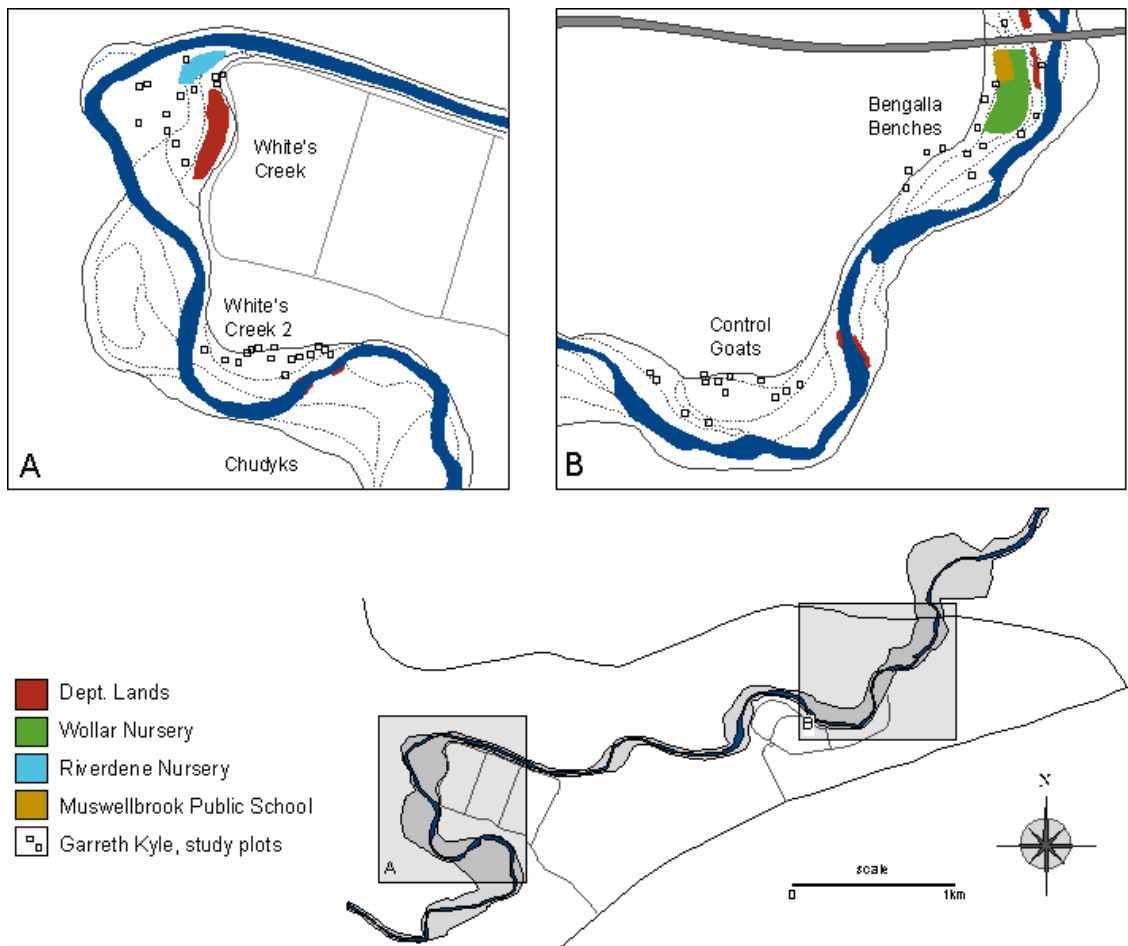 White's
Creek
White's
Creek 2
Chudyks
A
Bengalla
Benches
Control
Goats
B
Dept. Lands
Wollar Nursery
Riverdene Nursery
Muswellbrook Public School
Garreth Kyle, study plots
A
B
N
scale
0
1km